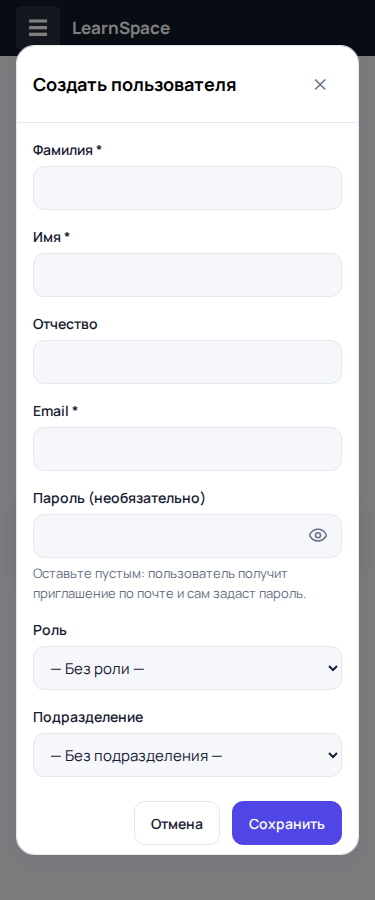 LearnSpace
Создать пользователя
Фамилия *
Имя *
Отчество
Email *
Пароль (необязательно)
Оставьте пустым: пользователь получит
приглашение по почте и сам задаст пароль.
Роль
— Без роли —
Подразделение
— Без подразделения —
Отмена
Сохранить